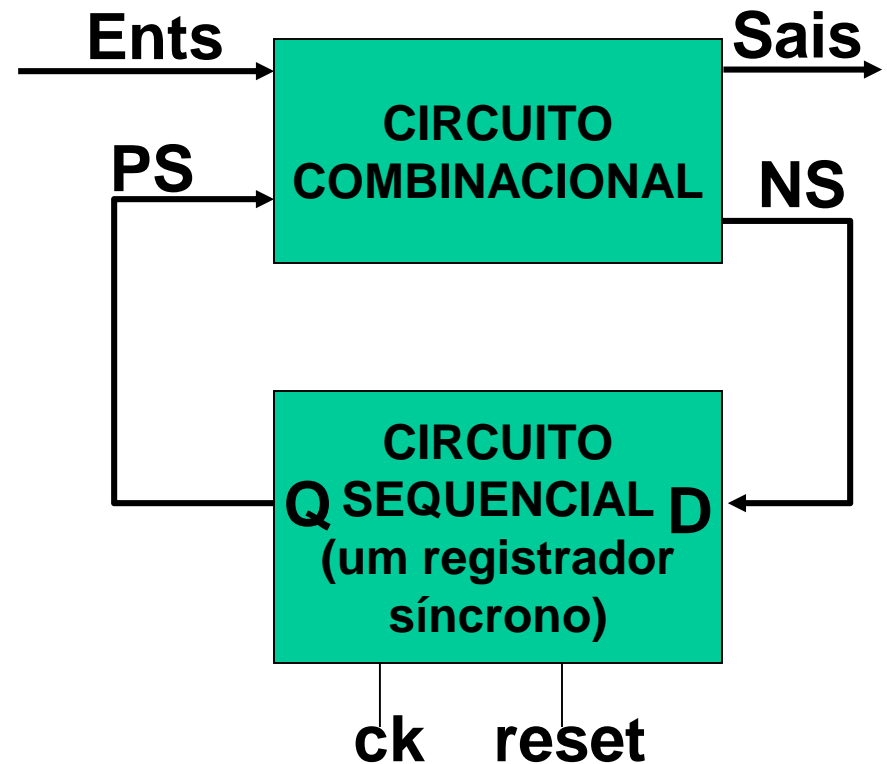 Ents
Sais
CIRCUITO
COMBINACIONAL
PS
NS
CIRCUITO
Q SEQUENCIAL D
(um registrador
síncrono)
ck reset